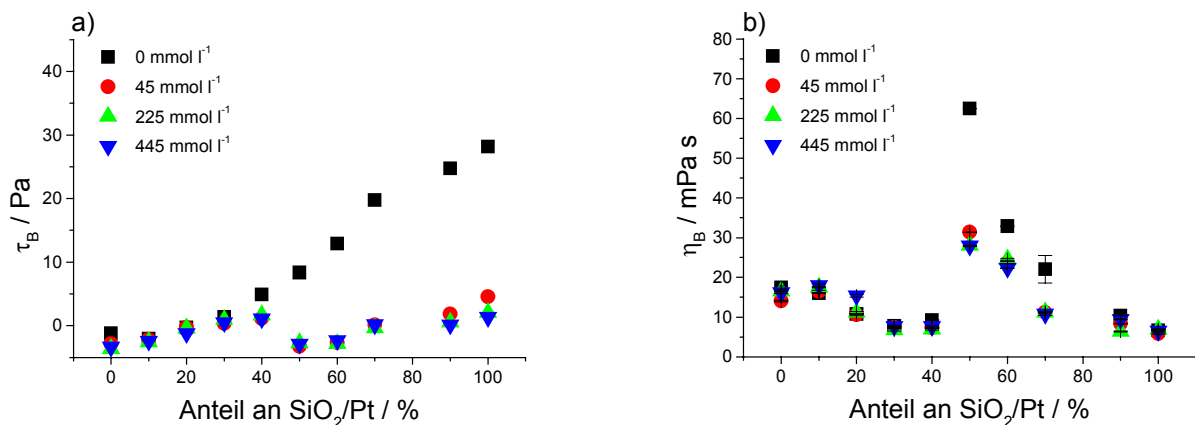 a)
τB / Pa
40
30
20
10
0
0 mmol l-1
45 mmol l-1
225 mmol l-1
445 mmol l-1
0 20 40 60 80 100
Anteil an SiO2/Pt / %
b)
ηB / mPa s
80
70
60
50
40
30
20
10
0
0 mmol l-1
45 mmol l-1
225 mmol l-1
445 mmol l-1
0 20 40 60 80 100
Anteil an SiO2/Pt / %